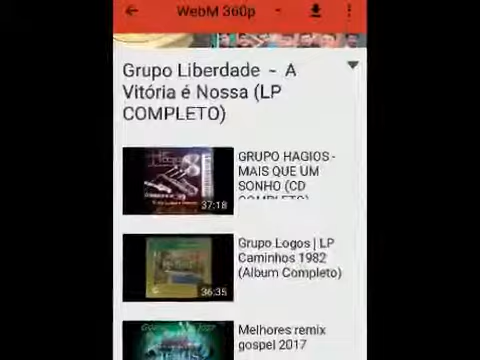 WebM 360p
Grupo Liberdade - A
Vitória é Nossa (LP
COMPLETO)
GRUPO HAGIOS -
MAIS QUE UM
SONHO (CD
COMPLETO)
37:18
Grupo Logos | LP
Caminhos 1982
(Album Completo)
36:35
Melhores remix
gospel 2017